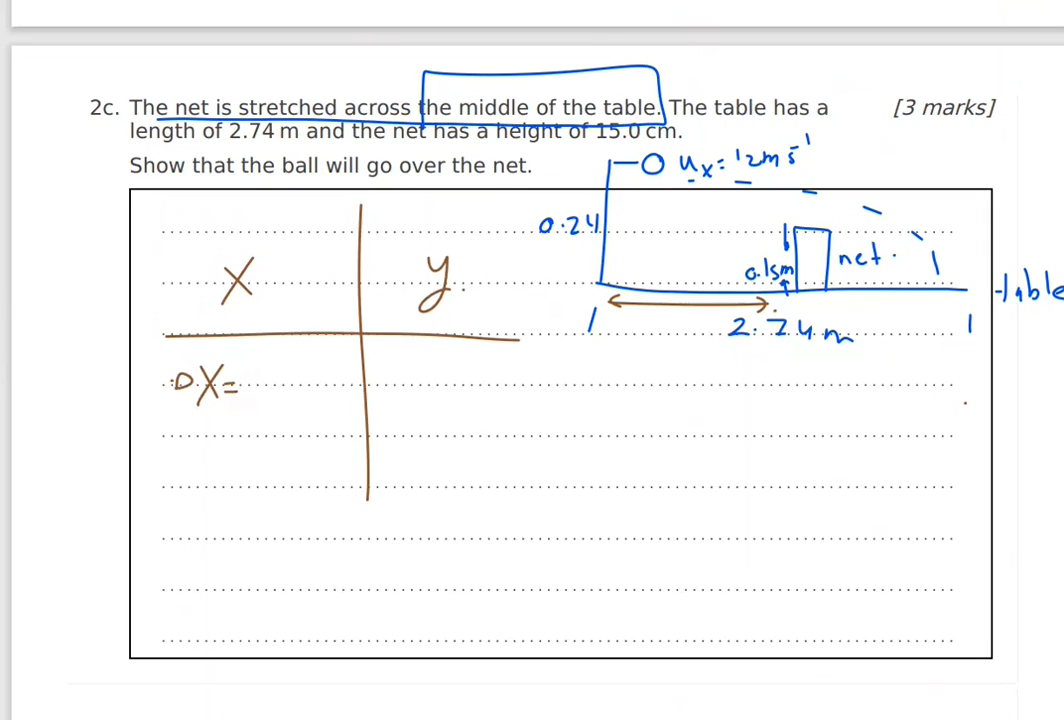 2c. The net is stretched across the middle of the table. The table has a [3 marks]
length of 2.74 m and the net has a height of 15.0 cm.
Show that the ball will go over the net.
uₓ = 12 m s⁻¹
0.24
0.15m
net.
table
2.74 m
X
y.
ΔX=